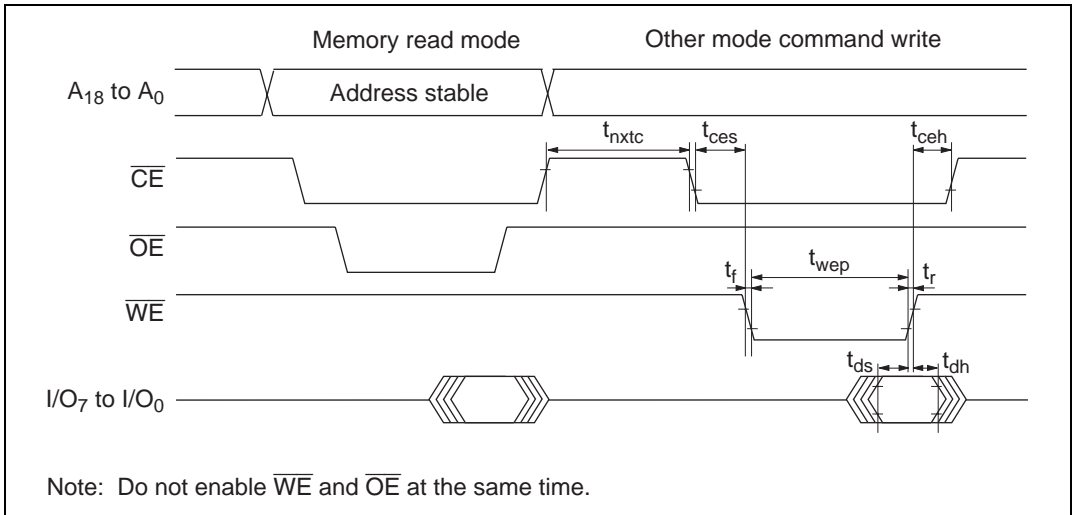 Memory read mode
Other mode command write
A18 to A0
Address stable
tnxtc
tces
tceh
CE
OE
tf
twep
tr
WE
tds
tdh
I/O7 to I/O0
Note: Do not enable WE and OE at the same time.